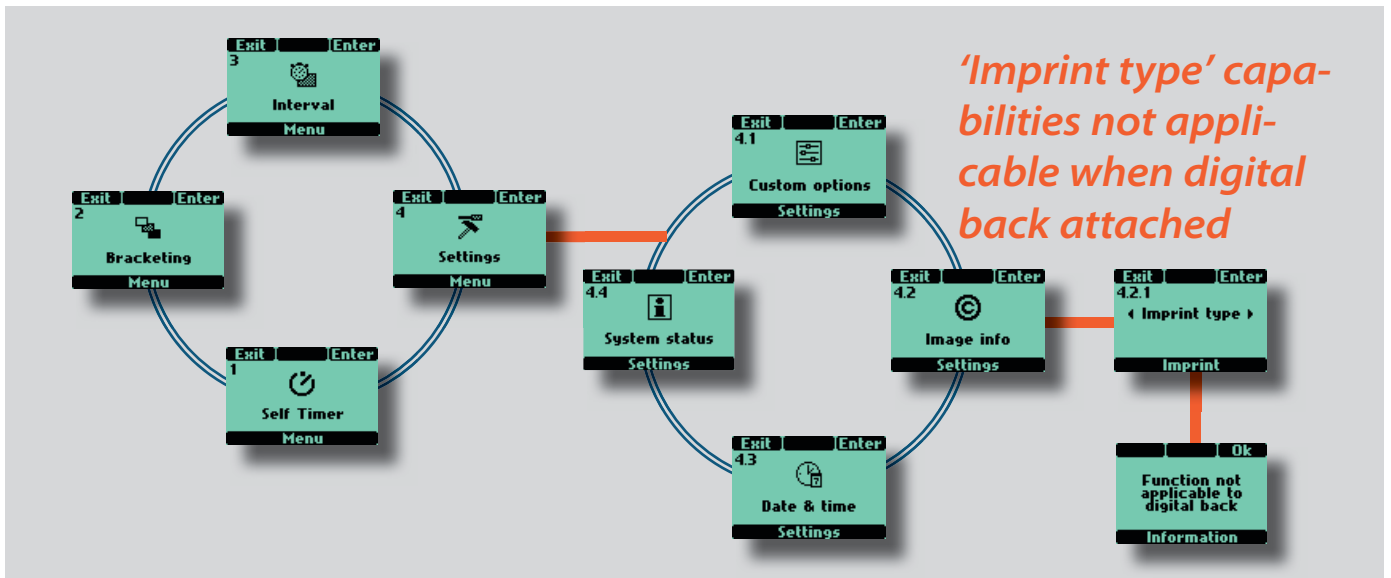 Exit Enter
3
Interval
Menu
Exit Enter
2
Bracketing
Menu
Exit Enter
4
Settings
Menu
Exit Enter
1
Self Timer
Menu
Exit Enter
4.1
Custom options
Settings
Exit Enter
4.4
System status
Settings
Exit Enter
4.2
Image info
Settings
Exit Enter
4.3
Date & time
Settings
‘Imprint type’ capa-
bilities not appli-
cable when digital
back attached
Exit Enter
4.2.1
Imprint type
Imprint
Ok
Function not
applicable to
digital back
Information